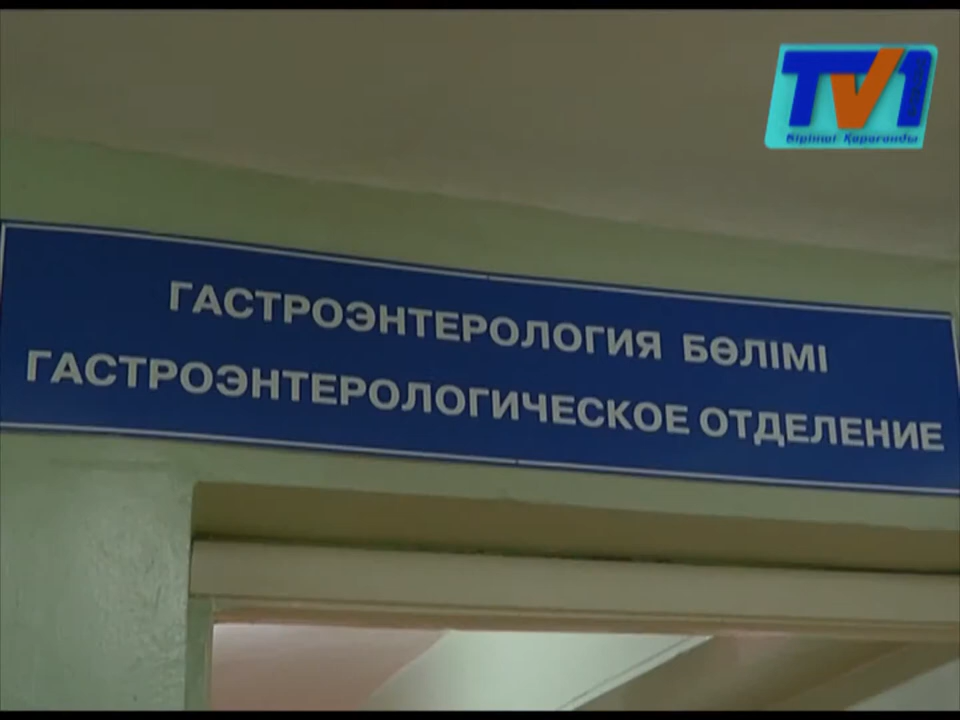 TV1
Бірінші Қарағанды
ГАСТРОЭНТЕРОЛОГИЯ БӨЛІМІ
ГАСТРОЭНТЕРОЛОГИЧЕСКОЕ ОТДЕЛЕНИЕ